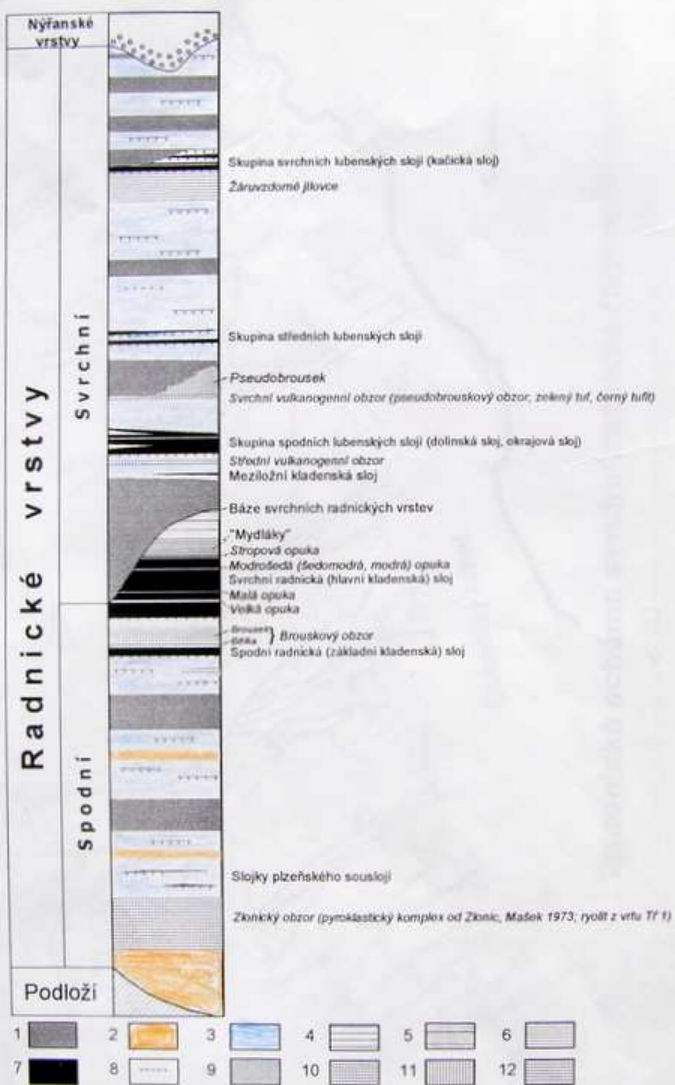 Nýřanské
vrstvy
Radnické vrstvy
Svrchní
Skupina svrchních lubenských slojí (kačická sloj)
Žáruvzdorné jílovce
Skupina středních lubenských slojí
Pseudobrousek
Svrchní vulkanogenní obzor (pseudobrouskový obzor, zelený tuf, černý tufit)
Skupina spodních lubenských slojí (dolinská sloj, okrajová sloj)
Střední vulkanogenní obzor
Meziložní kladenská sloj
Báze svrchních radnických vrstev
"Mydláky"
Stropová opuka
Modrošedá (šedomodrá, modrá) opuka
Svrchní radnická (hlavní kladenská) sloj
Malá opuka
Velká opuka
Spodní
Brousek
Bělka } Brouskový obzor
Spodní radnická (základní kladenská) sloj
Slojky plzeňského sousloji
Zlonický obzor (pyroklastický komplex od Zlonic, Mašek 1973; ryolit z vrtu Tř 1)
Podloží
1 2 3 4 5 6
7 8 9 10 11 12